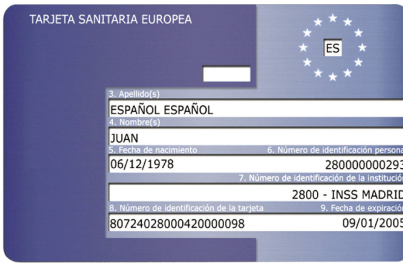 TARJETA SANITARIA EUROPEA
ES
3. Apellido(s)
ESPAÑOL ESPAÑOL
4. Nombre(s)
JUAN
5. Fecha de nacimiento 6. Número de identificación persona
06/12/1978 280000000293
7. Número de identificación de la institució
2800 - INSS MADRID
8. Número de identificación de la tarjeta 9. Fecha de expiració
80724028000420000098 09/01/2005